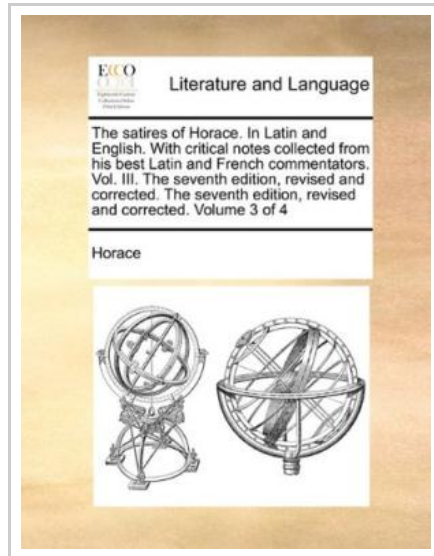 ECCO
Literature and Language
The satires of Horace. In Latin and
English. With critical notes collected from
his best Latin and French commentators.
Vol. III. The seventh edition, revised and
corrected. The seventh edition, revised
and corrected. Volume 3 of 4
Horace